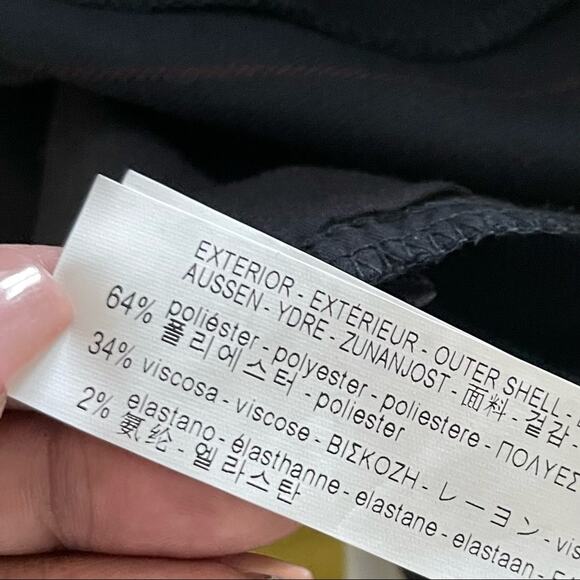 EXTERIOR - EXTÉRIEUR - OUTER SHELL -
AUSSEN - YDRE - ZUNANJOST - 面料 - 겉감 -
64% poliéster - polyester - poliestere - ΠΟΛΥΕΣ
폴리에스터 - poliester
34% viscosa - viscose - ΒΙΣΚΟΖΗ - レーヨン - vis
2% elastano - élasthanne - elastane - elastaan -
氨纶 - 엘라스탄